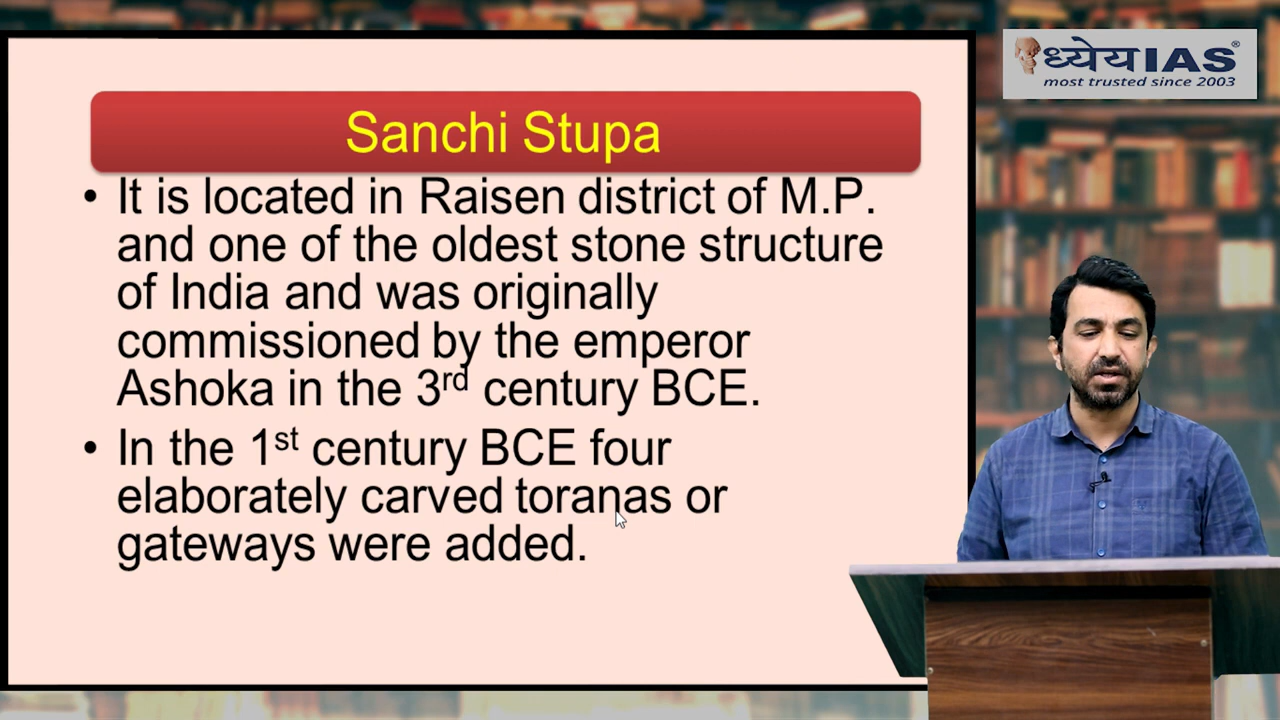 ध्येय IAS®
most trusted since 2003
Sanchi Stupa
• It is located in Raisen district of M.P.
and one of the oldest stone structure
of India and was originally
commissioned by the emperor
Ashoka in the 3rd century BCE.
• In the 1st century BCE four
elaborately carved toranas or
gateways were added.